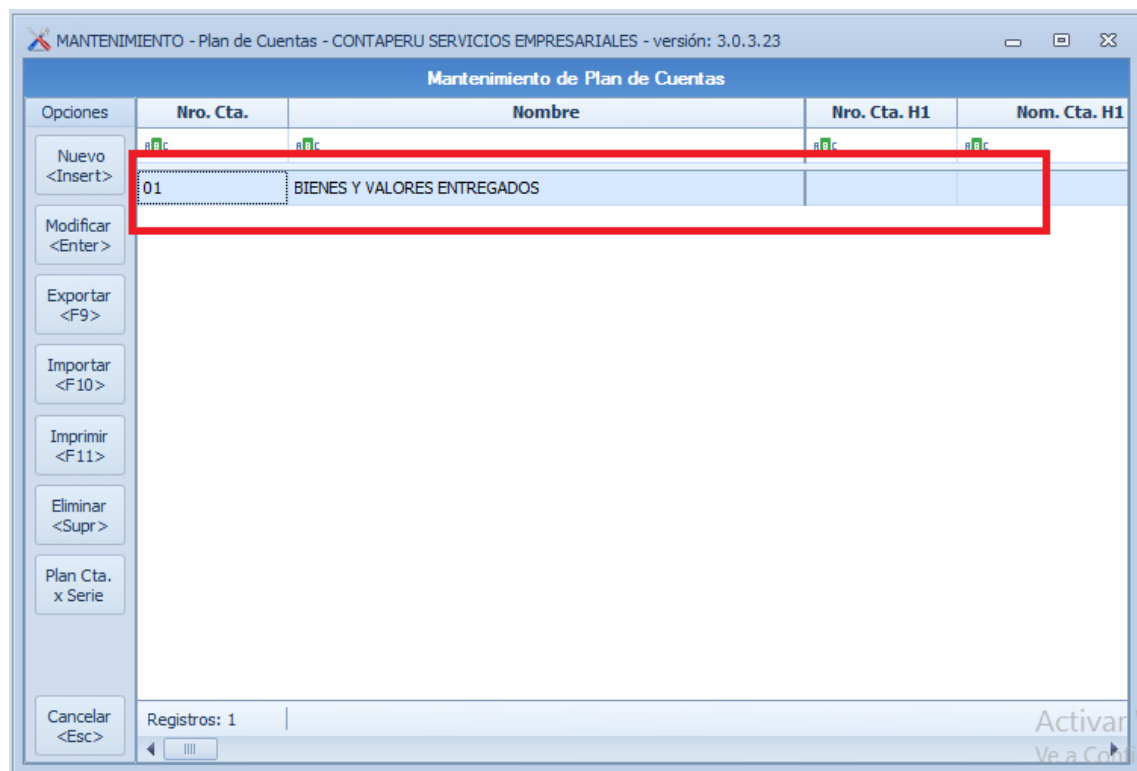 MANTENIMIENTO - Plan de Cuentas - CONTAPERU SERVICIOS EMPRESARIALES - versión: 3.0.3.23
Mantenimiento de Plan de Cuentas
Opciones
Nro. Cta.
Nombre
Nro. Cta. H1
Nom. Cta. H1
Nuevo
<Insert>
01
BIENES Y VALORES ENTREGADOS
Modificar
<Enter>
Exportar
<F9>
Importar
<F10>
Imprimir
<F11>
Eliminar
<Supr>
Plan Cta.
x Serie
Cancelar
<Esc>
Registros: 1
Activar
Ve a